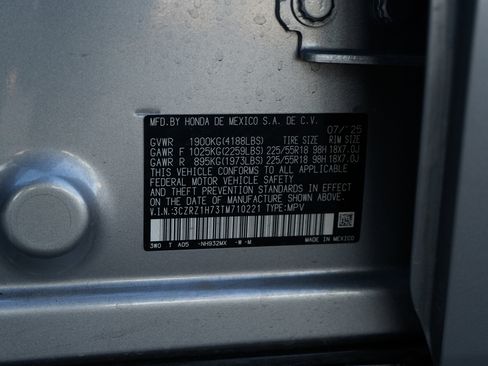 MFD.BY HONDA DE MEXICO S.A. DE C.V.
07/'25
GVWR 1900KG(4188LBS) TIRE SIZE RIM SIZE
GAWR F 1025KG(2259LBS) 225/55R18 98H 18X7.0J
GAWR R 895KG(1973LBS) 225/55R18 98H 18X7.0J
THIS VEHICLE CONFORMS TO ALL APPLICABLE
FEDERAL MOTOR VEHICLE SAFETY
AND THEFT PREVENTION STANDARDS IN EFFECT
ON THE DATE OF MANUFACTURE SHOWN ABOVE.
V.I.N.:3CZRZ1H73TM710221 TYPE:MPV
3W0 T A05 -NH932MX -W -M MADE IN MEXICO